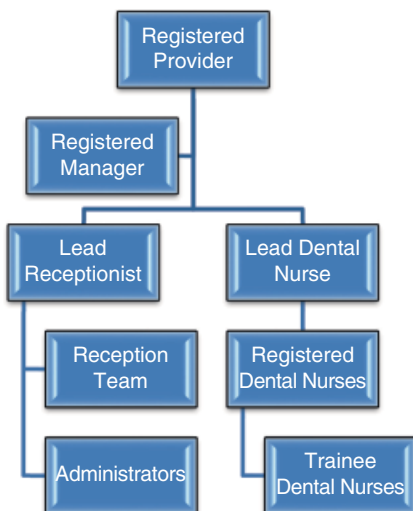 Registered
Provider
Registered
Manager
Lead
Receptionist
Lead Dental
Nurse
Reception
Team
Registered
Dental Nurses
Administrators
Trainee
Dental Nurses